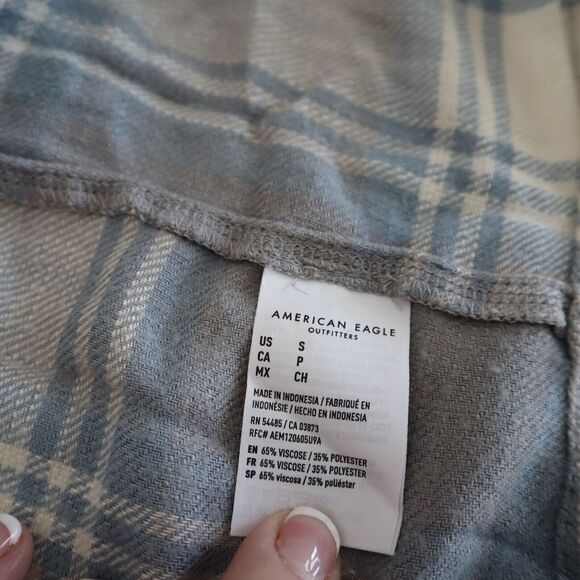 AMERICAN EAGLE
OUTFITTERS
US S
CA P
MX CH
MADE IN INDONESIA / FABRIQUÉ EN
INDONÉSIE / HECHO EN INDONESIA
RN 54485 / CA 03873
RFC# AEM120605U9A
EN 65% VISCOSE / 35% POLYESTER
FR 65% VISCOSE / 35% POLYESTER
SP 65% viscosa / 35% poliéster